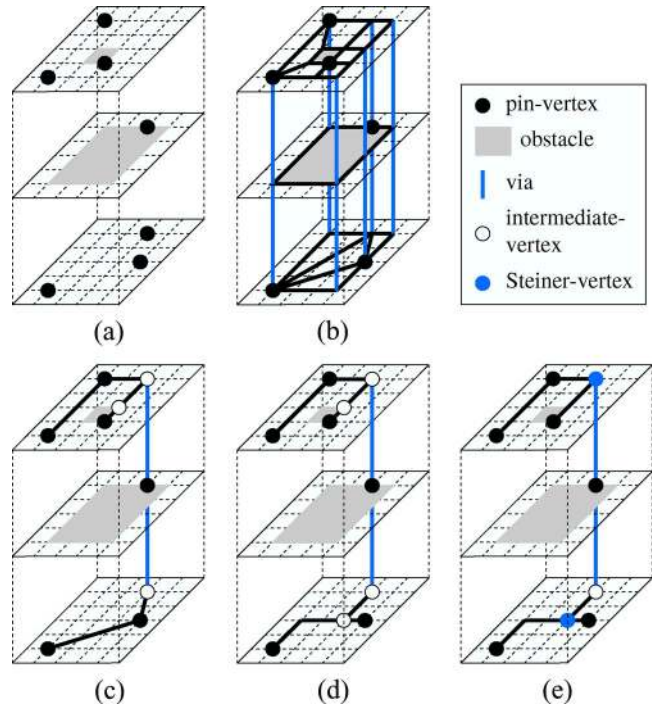 pin-vertex
obstacle
via
intermediate-
vertex
Steiner-vertex
(a)
(b)
(c)
(d)
(e)